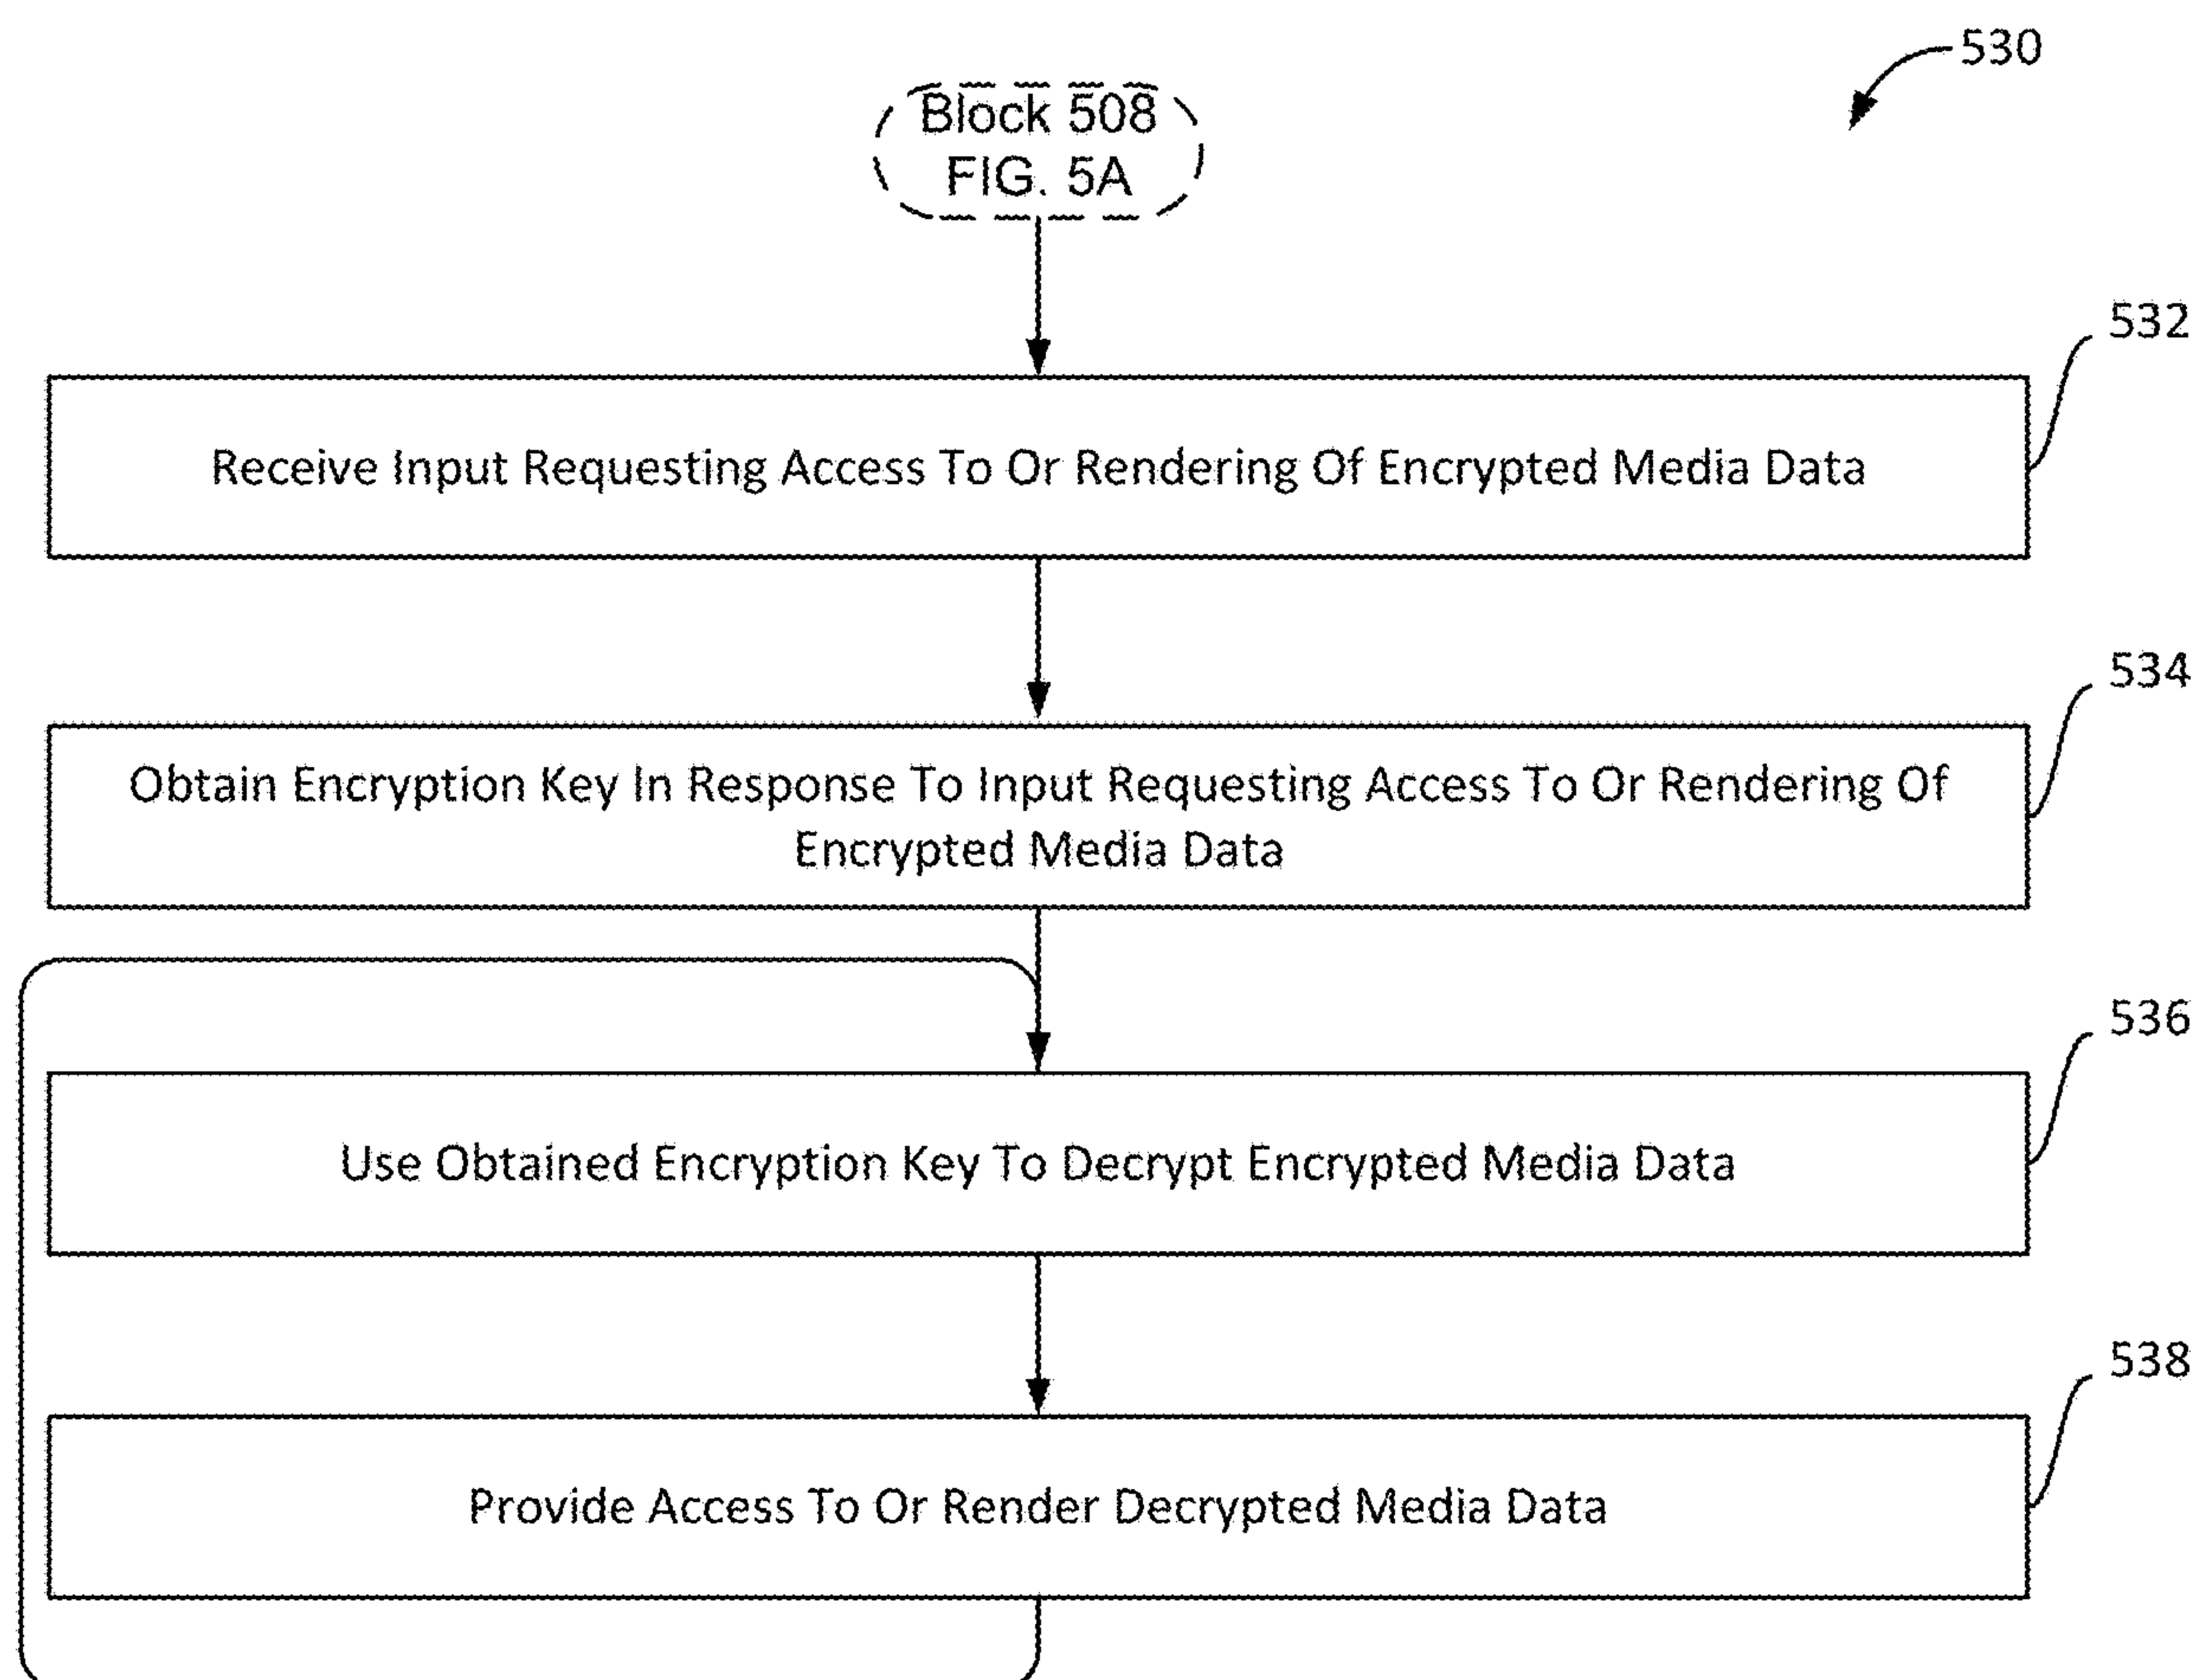 530
Block 508
FIG. 5A
532
Receive Input Requesting Access To Or Rendering Of Encrypted Media Data
534
Obtain Encryption Key In Response To Input Requesting Access To Or Rendering Of
Encrypted Media Data
536
Use Obtained Encryption Key To Decrypt Encrypted Media Data
538
Provide Access To Or Render Decrypted Media Data